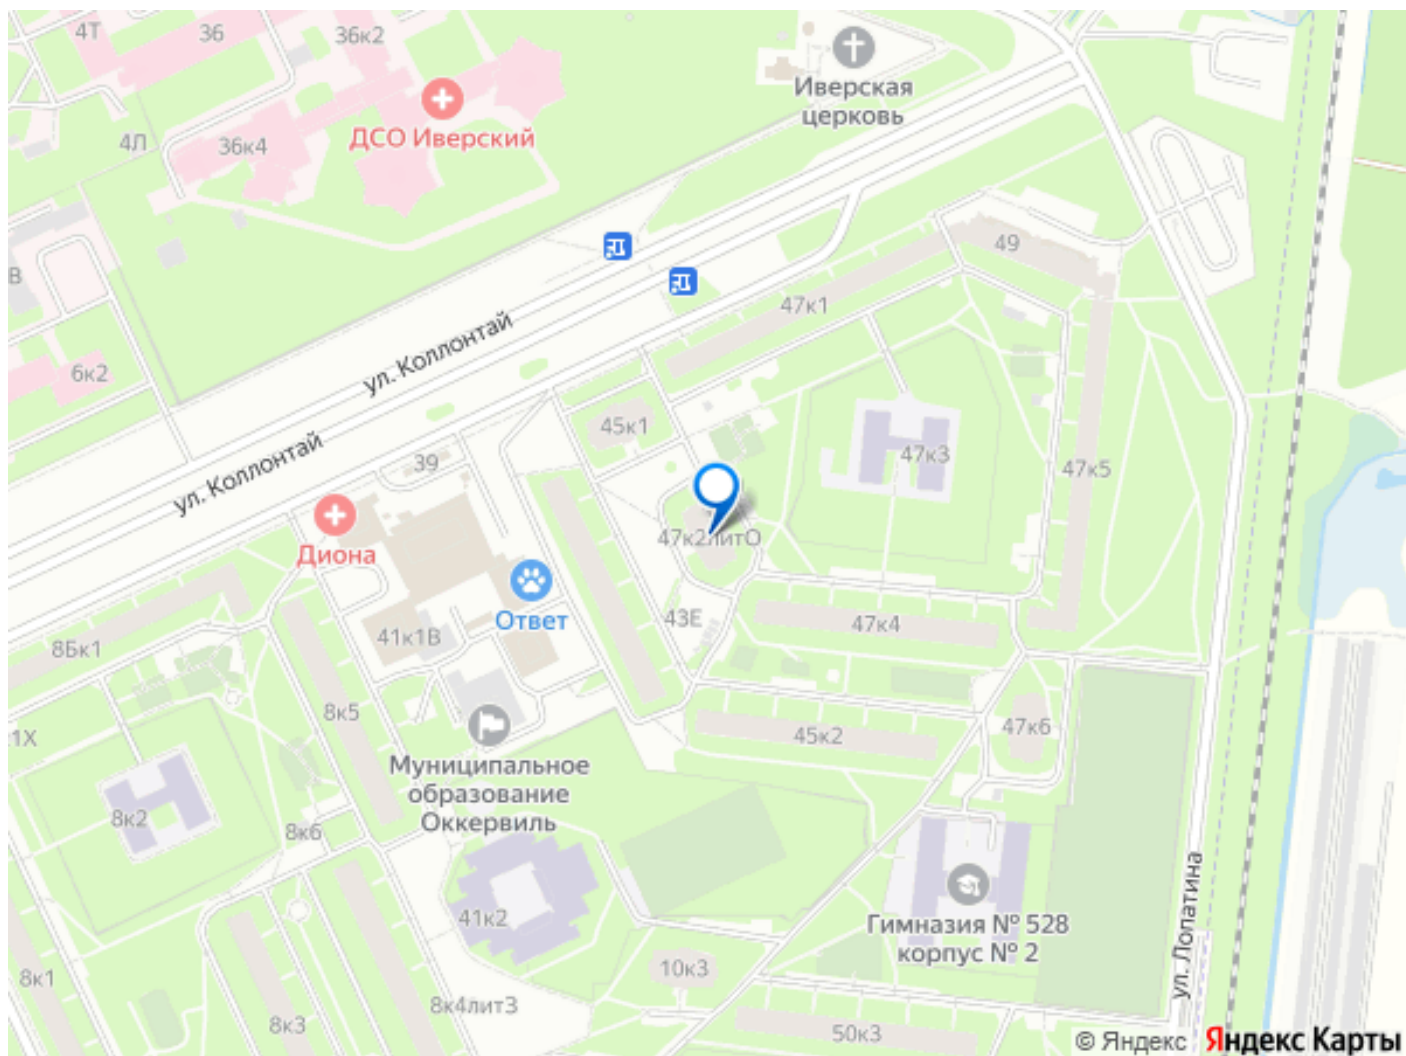 4Т
36
36к2
Иверская
церковь
4Л
36к4
ДСО Иверский
49
В
47к1
ул. Коллонтай
6к2
45к1
47к3
47к5
39
ул. Коллонтай
Диона
47к2литО
Ответ
43Е
47к4
41к1В
8Бк1
8к5
47к6
45к2
1Х
Муниципальное
образование
Оккервиль
8к2
8к6
ул. Лопатина
Гимназия № 528
корпус № 2
41к2
10к3
8к1
8к4литЗ
8к3
50к3
© Яндекс Яндекс Карты